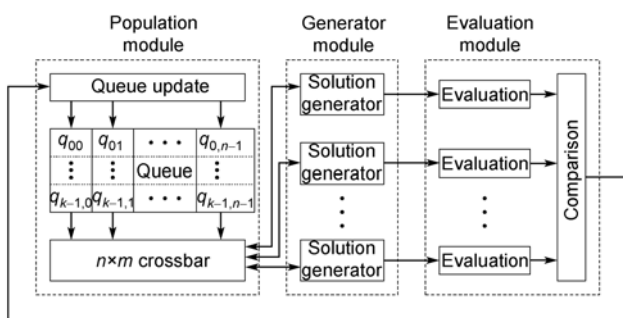 Population
module
Generator
module
Evaluation
module
Queue update
q00 q01 • • • q0,n−1
⋮ ⋮ Queue ⋮
qk−1,0 qk−1,1 • • • qk−1,n−1
n×m crossbar
Solution
generator
Solution
generator
⋮
Solution
generator
Evaluation
Evaluation
⋮
Evaluation
Comparison